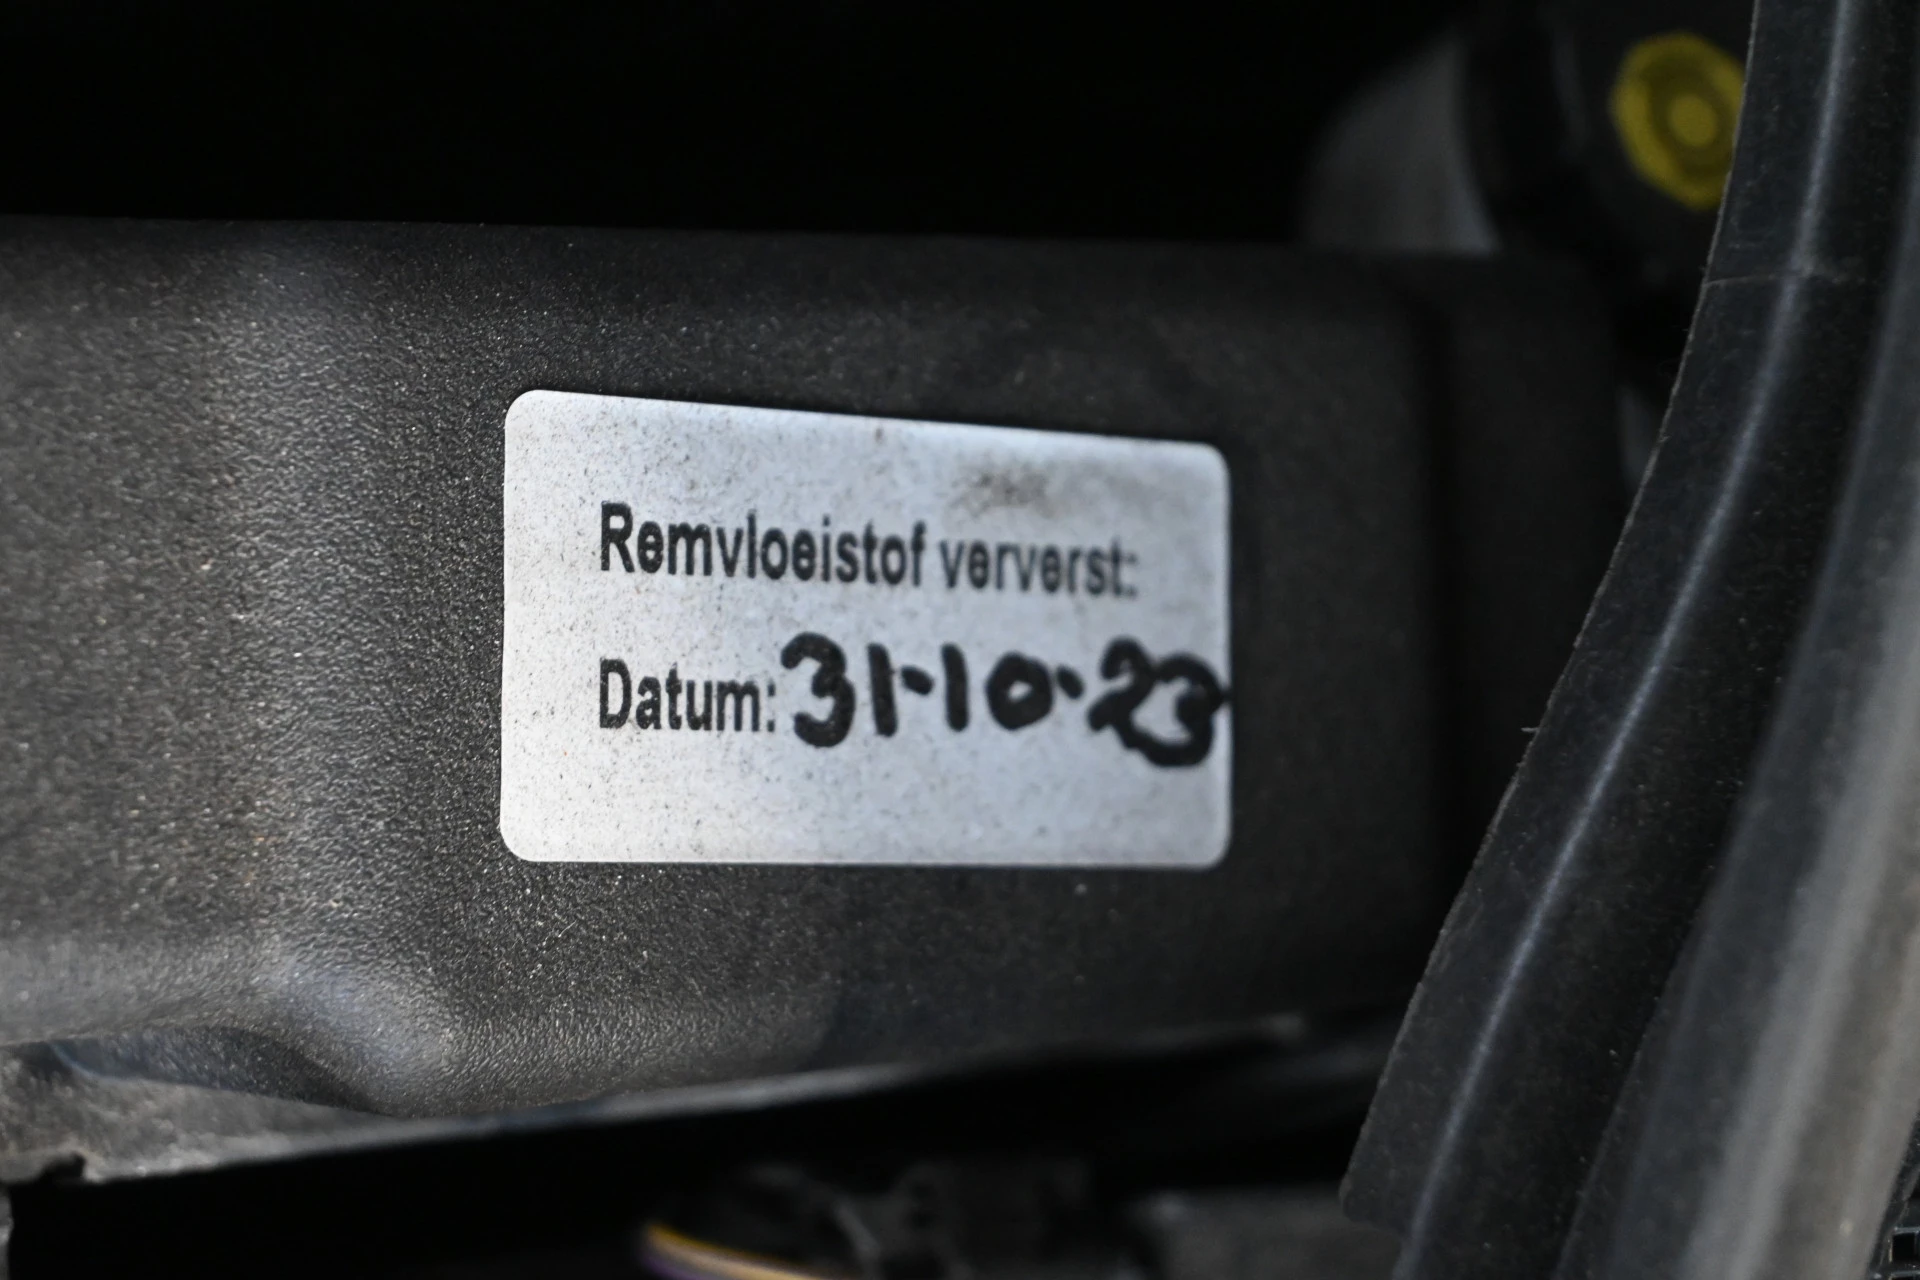 Remvloeistof ververst:
Datum: 31-10-23